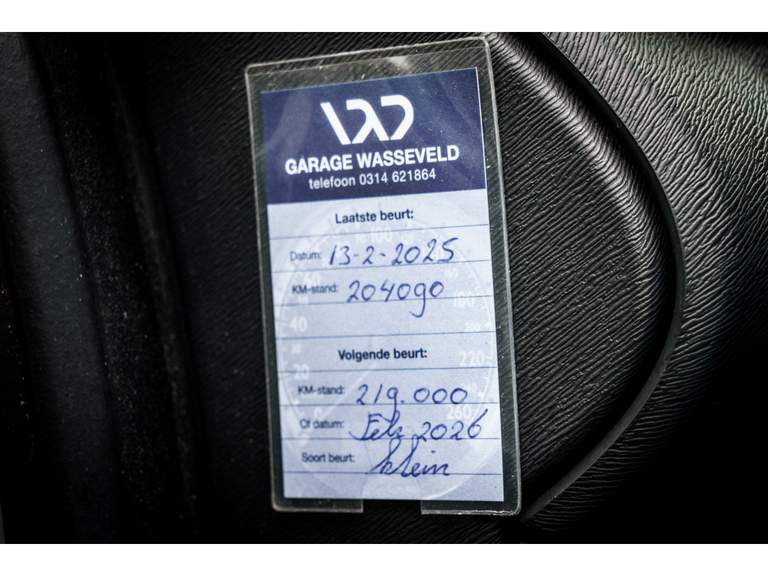 GARAGE WASSEVELD
telefoon 0314 621864
Laatste beurt:
Datum: 13-2-2025
KM-stand: 204090
Volgende beurt:
KM-stand: 219.000
Of datum: Feb 2026
Soort beurt: klein